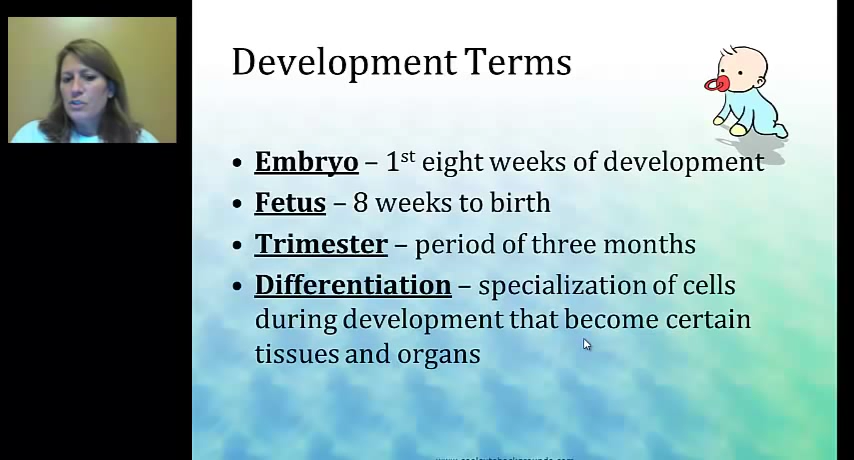 Development Terms
• Embryo – 1st eight weeks of development
• Fetus – 8 weeks to birth
• Trimester – period of three months
• Differentiation – specialization of cells
during development that become certain
tissues and organs